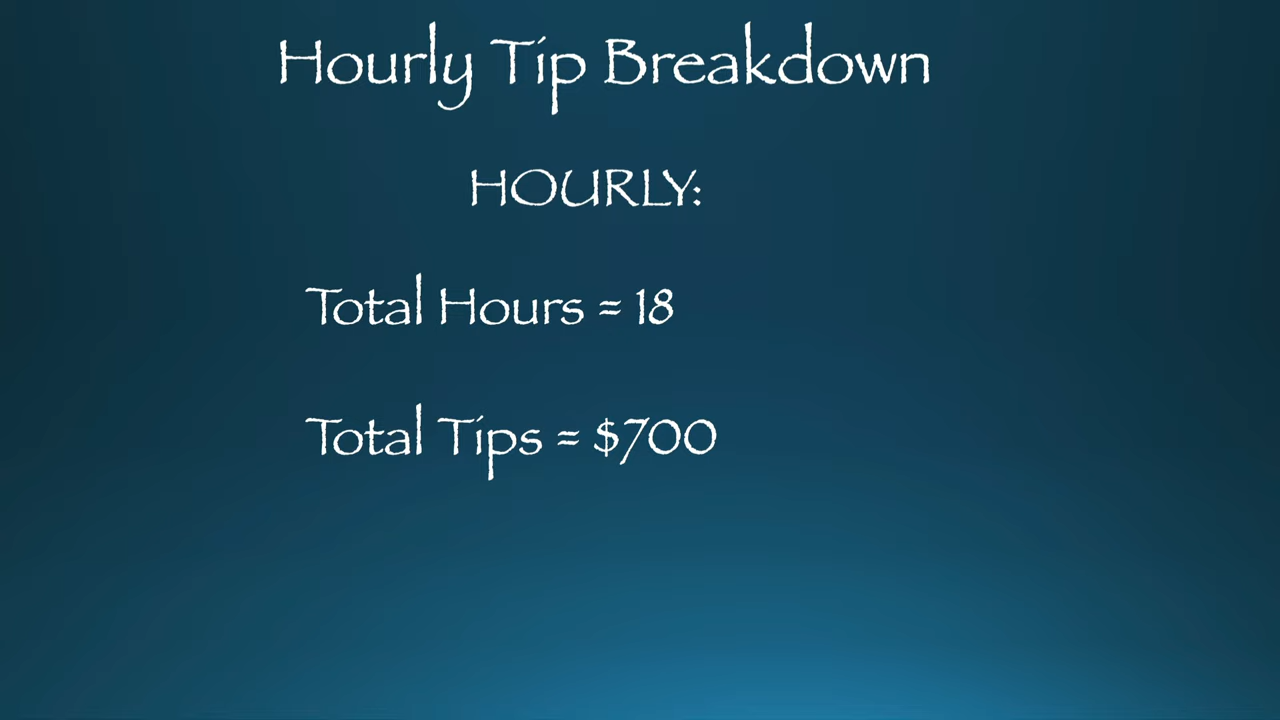 Hourly Tip Breakdown
HOURLY:
Total Hours = 18
Total Tips = $700